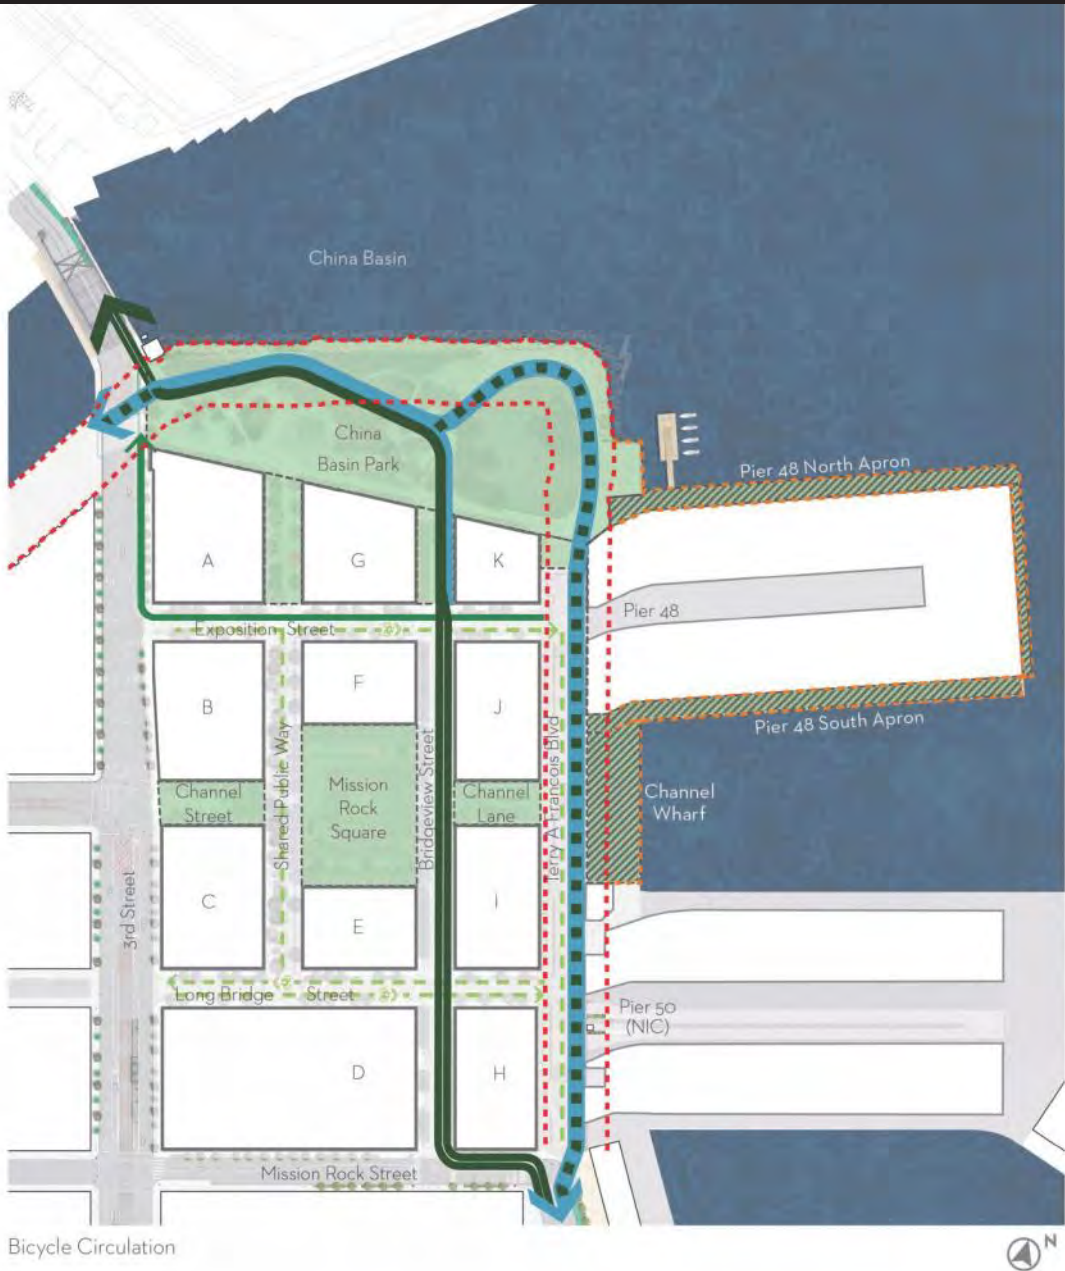 China Basin
China
Basin Park
Pier 48 North Apron
A
G
K
Pier 48
Exposition Street
B
F
J
Pier 48 South Apron
Shared Public Way
Bridgeview Street
Terry A Francois Blvd
Channel
Street
Mission
Rock
Square
Channel
Lane
Channel
Wharf
3rd Street
C
E
I
Long Bridge Street
Pier 50
(NIC)
D
H
Mission Rock Street
Bicycle Circulation
N